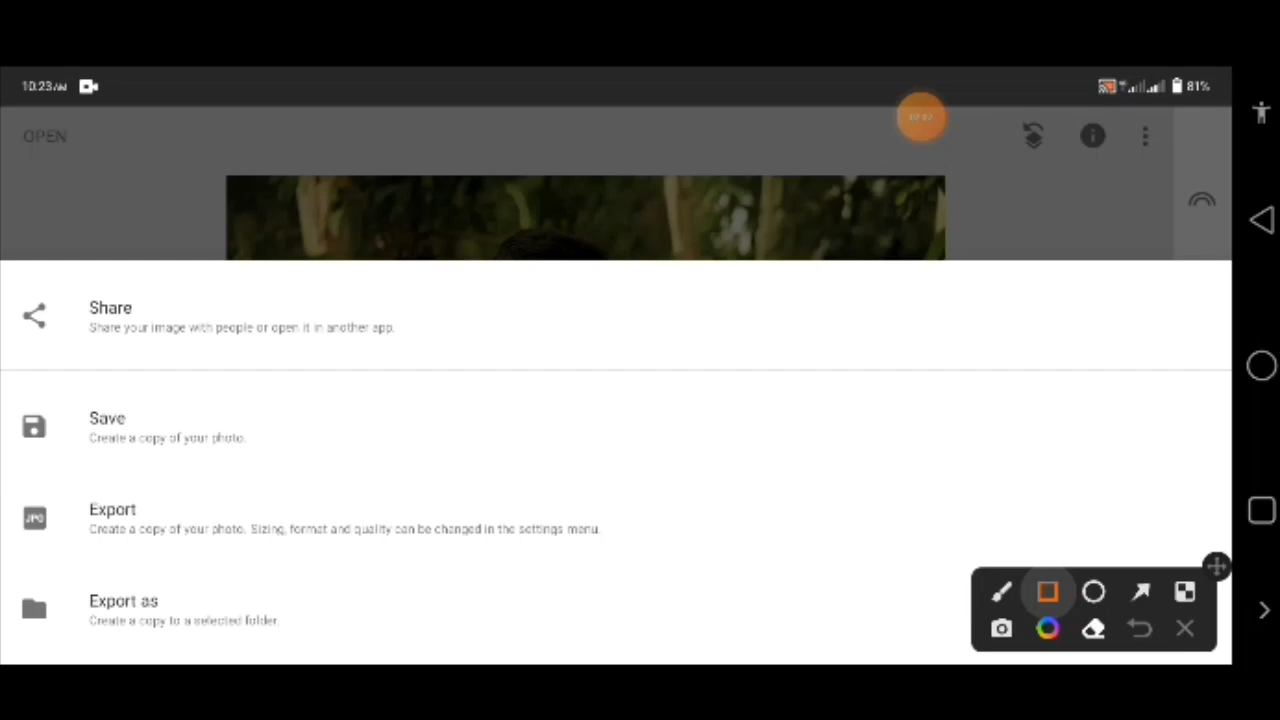 10:23AM
81%
OPEN
Share
Share your image with people or open it in another app.
Save
Create a copy of your photo.
JPG
Export
Create a copy of your photo. Sizing, format and quality can be changed in the settings menu.
Export as
Create a copy to a selected folder.